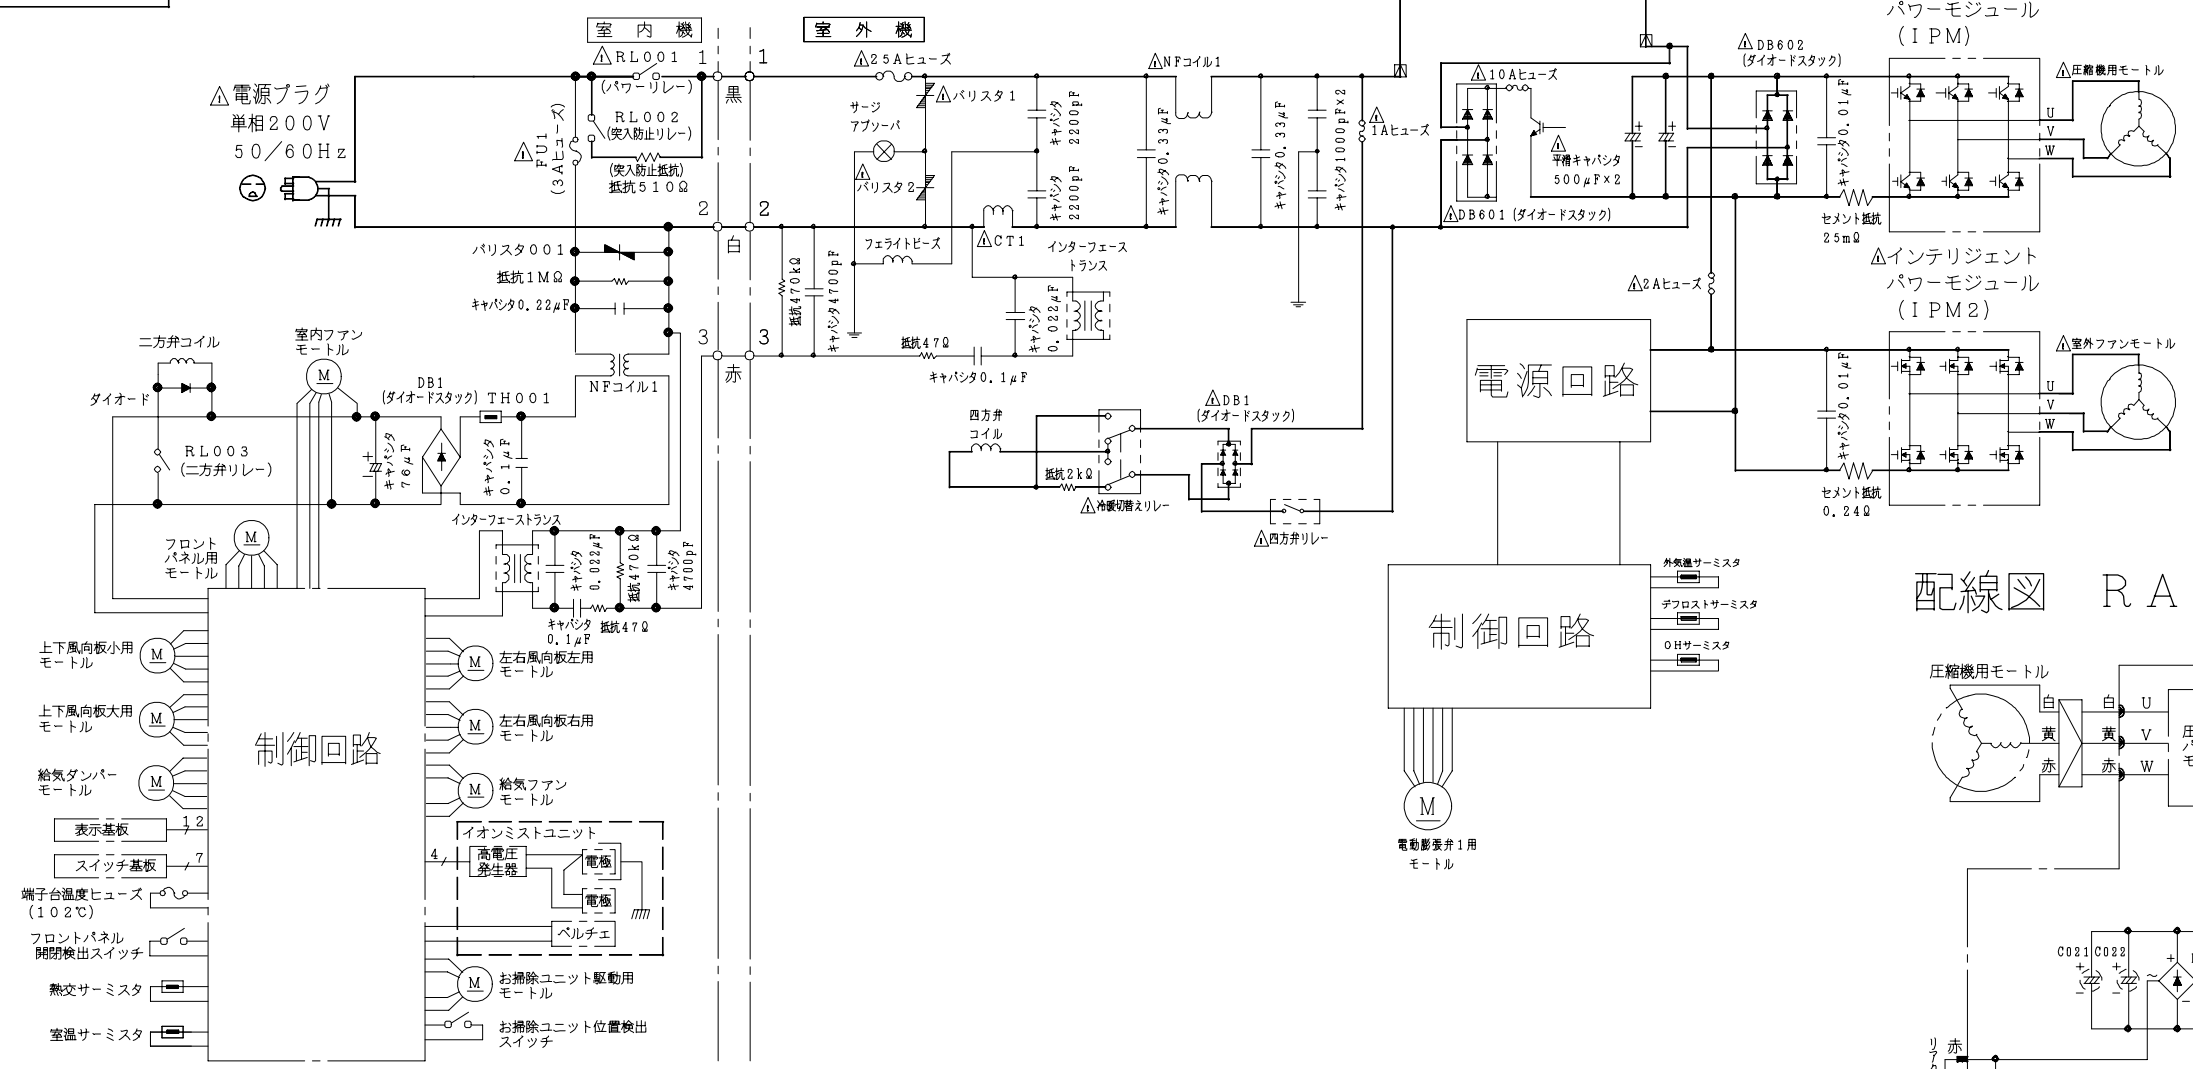 室内機
室外機
⚠電源プラグ
単相200V
50/60Hz
⚠RL001
(パワーリレー)
RL002
(突入防止リレー)
(突入防止抵抗)
抵抗510Ω
⚠FU1
(3Aヒューズ)
1
1
黒
2
2
白
3
3
赤
バリスタ001
抵抗1MΩ
キャパシタ0.22μF
NFコイル1
二方弁コイル
ダイオード
RL003
(二方弁リレー)
室内ファン
モートル
M
DB1
(ダイオードスタック)
TH001
キャパシタ
76μF
キャパシタ
0.1μF
フロント
パネル用
モートル
M
インターフェーストランス
キャパシタ
0.022μF
抵抗470kΩ
キャパシタ
4700pF
キャパシタ
0.1μF
抵抗47Ω
制御回路
上下風向板小用
モートル
M
上下風向板大用
モートル
M
給気ダンパー
モートル
M
表示基板
12
スイッチ基板
7
端子台温度ヒューズ
(102℃)
フロントパネル
開閉検出スイッチ
熱交サーミスタ
室温サーミスタ
M
左右風向板左用
モートル
M
左右風向板右用
モートル
M
給気ファン
モートル
イオンミストユニット
4
高電圧
発生器
電極
電極
ペルチェ
M
お掃除ユニット駆動用
モートル
お掃除ユニット位置検出
スイッチ
⚠25Aヒューズ
⚠バリスタ1
サージ
アブソーバ
⚠バリスタ2
フェライトビーズ
キャパシタ
2200pF
キャパシタ
2200pF
⚠CT1
キャパシタ0.33μF
⚠NFコイル1
キャパシタ0.33μF
キャパシタ1000pF×2
⚠1Aヒューズ
抵抗470kΩ
キャパシタ4700pF
インターフェース
トランス
キャパシタ
0.022μF
抵抗47Ω
キャパシタ0.1μF
四方弁
コイル
抵抗2kΩ
⚠冷暖切替えリレー
⚠DB1
(ダイオードスタック)
⚠四方弁リレー
⚠10Aヒューズ
⚠DB601(ダイオードスタック)
⚠
平滑キャパシタ
500μF×2
⚠DB602
(ダイオードスタック)
キャパシタ0.01μF
セメント抵抗
25mΩ
パワーモジュール
(IPM)
⚠圧縮機用モートル
U
V
W
⚠インテリジェント
パワーモジュール
(IPM2)
⚠2Aヒューズ
キャパシタ0.01μF
セメント抵抗
0.24Ω
⚠室外ファンモートル
U
V
W
電源回路
制御回路
外気温サーミスタ
デフロストサーミスタ
OHサーミスタ
M
電動膨張弁1用
モートル
配線図 RA
圧縮機用モートル
白 白 U
黄 黄 V
赤 赤 W
C021 C022
赤